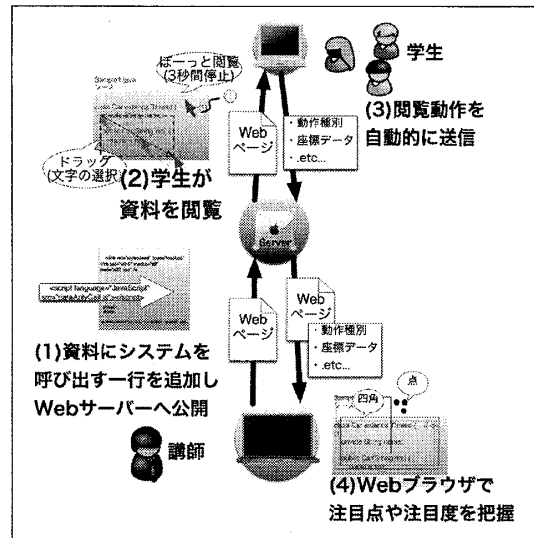 ぼーっと閲覧
(3秒間停止)
学生
ドラッグ
(文字の選択)
(2)学生が
資料を閲覧
Web
ページ
・動作種別
・座標データ
・.etc...
(3)閲覧動作を
自動的に送信
Server
<script language="JavaScript"
(1)資料にシステムを
呼び出す一行を追加し
Webサーバーへ公開
Web
ページ
Web
ページ
・動作種別
・座標データ
・.etc...
講師
四角
点
(4)Webブラウザで
注目点や注目度を把握